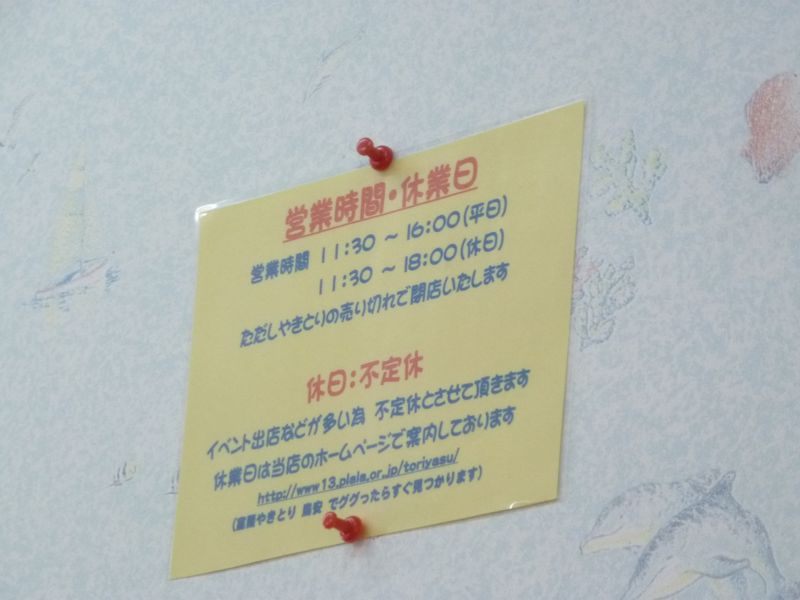 営業時間・休業日
営業時間 11:30 ～ 16:00(平日)
11:30 ～ 18:00(休日)
ただしやきとりの売り切れで閉店いたします
休日：不定休
イベント出店などが多い為 不定休とさせて頂きます
休業日は当店のホームページで案内しております
http://www13.plala.or.jp/toriyasu/
(室蘭やきとり 鳥安 でググったらすぐ見つかります)